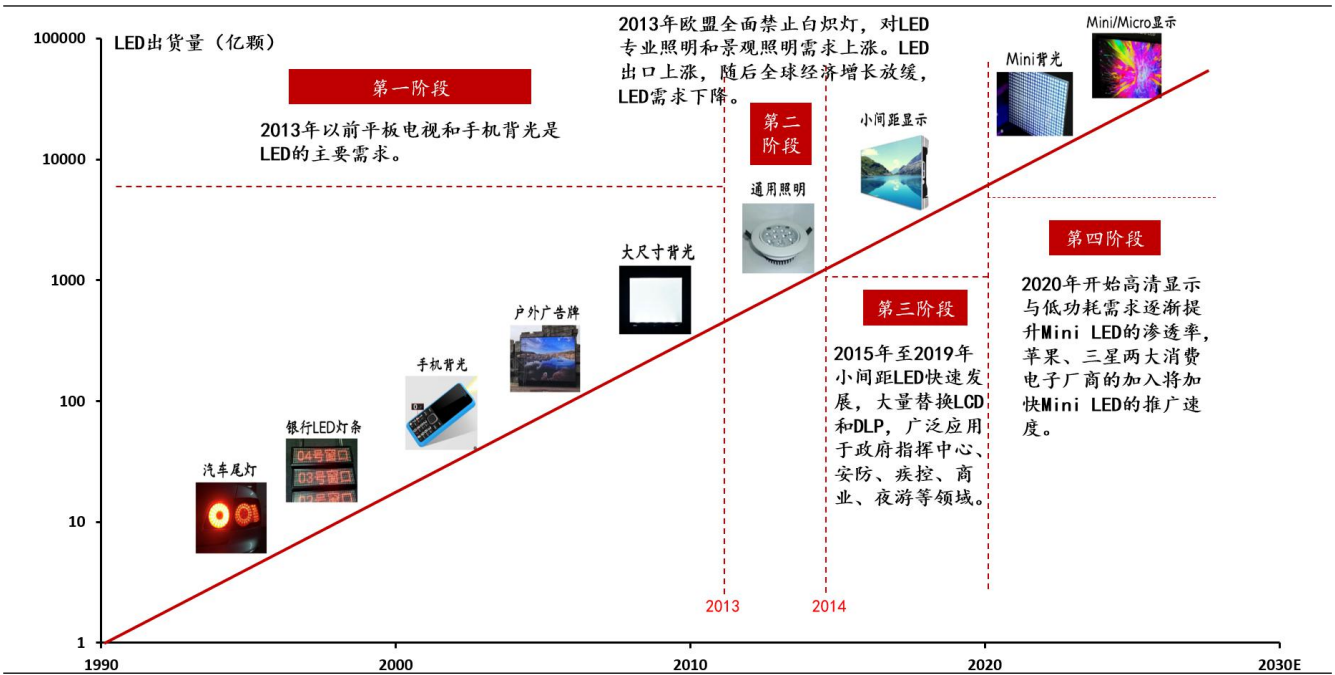 100000
10000
1000
100
10
1
LED出货量（亿颗）
第一阶段
2013年以前平板电视和手机背光是
LED的主要需求。
2013年欧盟全面禁止白炽灯，对LED
专业照明和景观照明需求上涨。LED
出口上涨，随后全球经济增长放缓，
LED需求下降。
第二
阶段
通用照明
小间距显示
Mini背光
Mini/Micro显示
大尺寸背光
户外广告牌
手机背光
银行LED灯条
04号窗口
03号窗口
02号窗口
汽车尾灯
第三阶段
2015年至2019年
小间距LED快速发
展，大量替换LCD
和DLP，广泛应用
于政府指挥中心、
安防、疾控、商
业、夜游等领域。
第四阶段
2020年开始高清显示
与低功耗需求逐渐提
升Mini LED的渗透率，
苹果、三星两大消费
电子厂商的加入将加
快Mini LED的推广速
度。
2013
2014
1990
2000
2010
2020
2030E